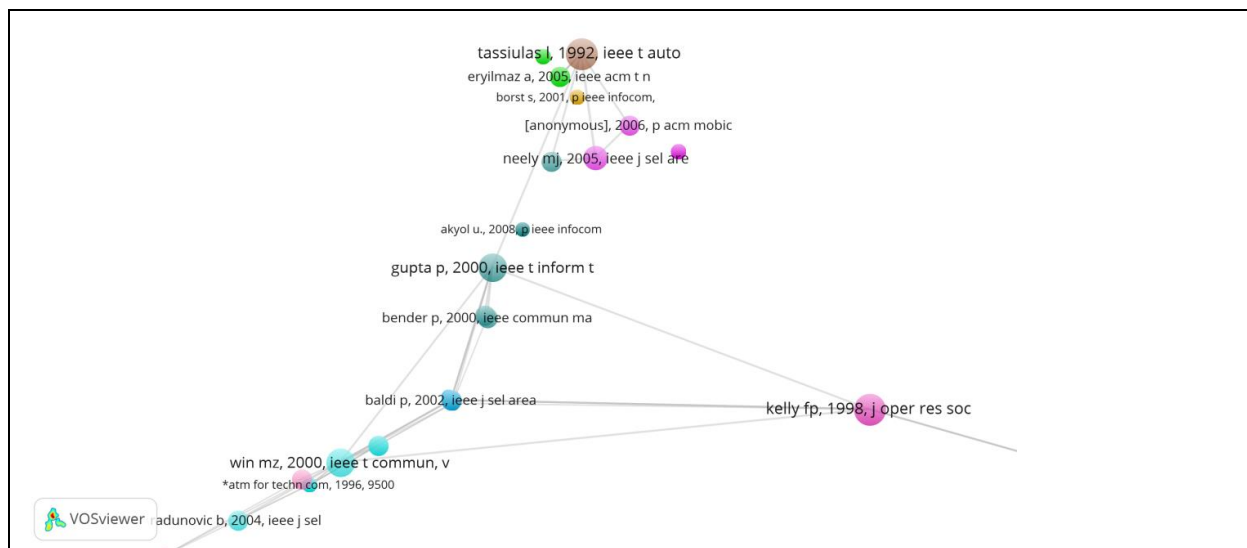 tassiulas l, 1992, ieee t auto
eryilmaz a, 2005, ieee acm t n
borst s, 2001, p ieee infocom,
[anonymous], 2006, p acm mobic
neely mj, 2005, ieee j sel are
akyol u., 2008, p ieee infocom
gupta p, 2000, ieee t inform t
bender p, 2000, ieee commun ma
baldi p, 2002, ieee j sel area
kelly fp, 1998, j oper res soc
win mz, 2000, ieee t commun, v
*atm for techn com, 1996, 9500
VOSviewer
radunovic b, 2004, ieee j sel